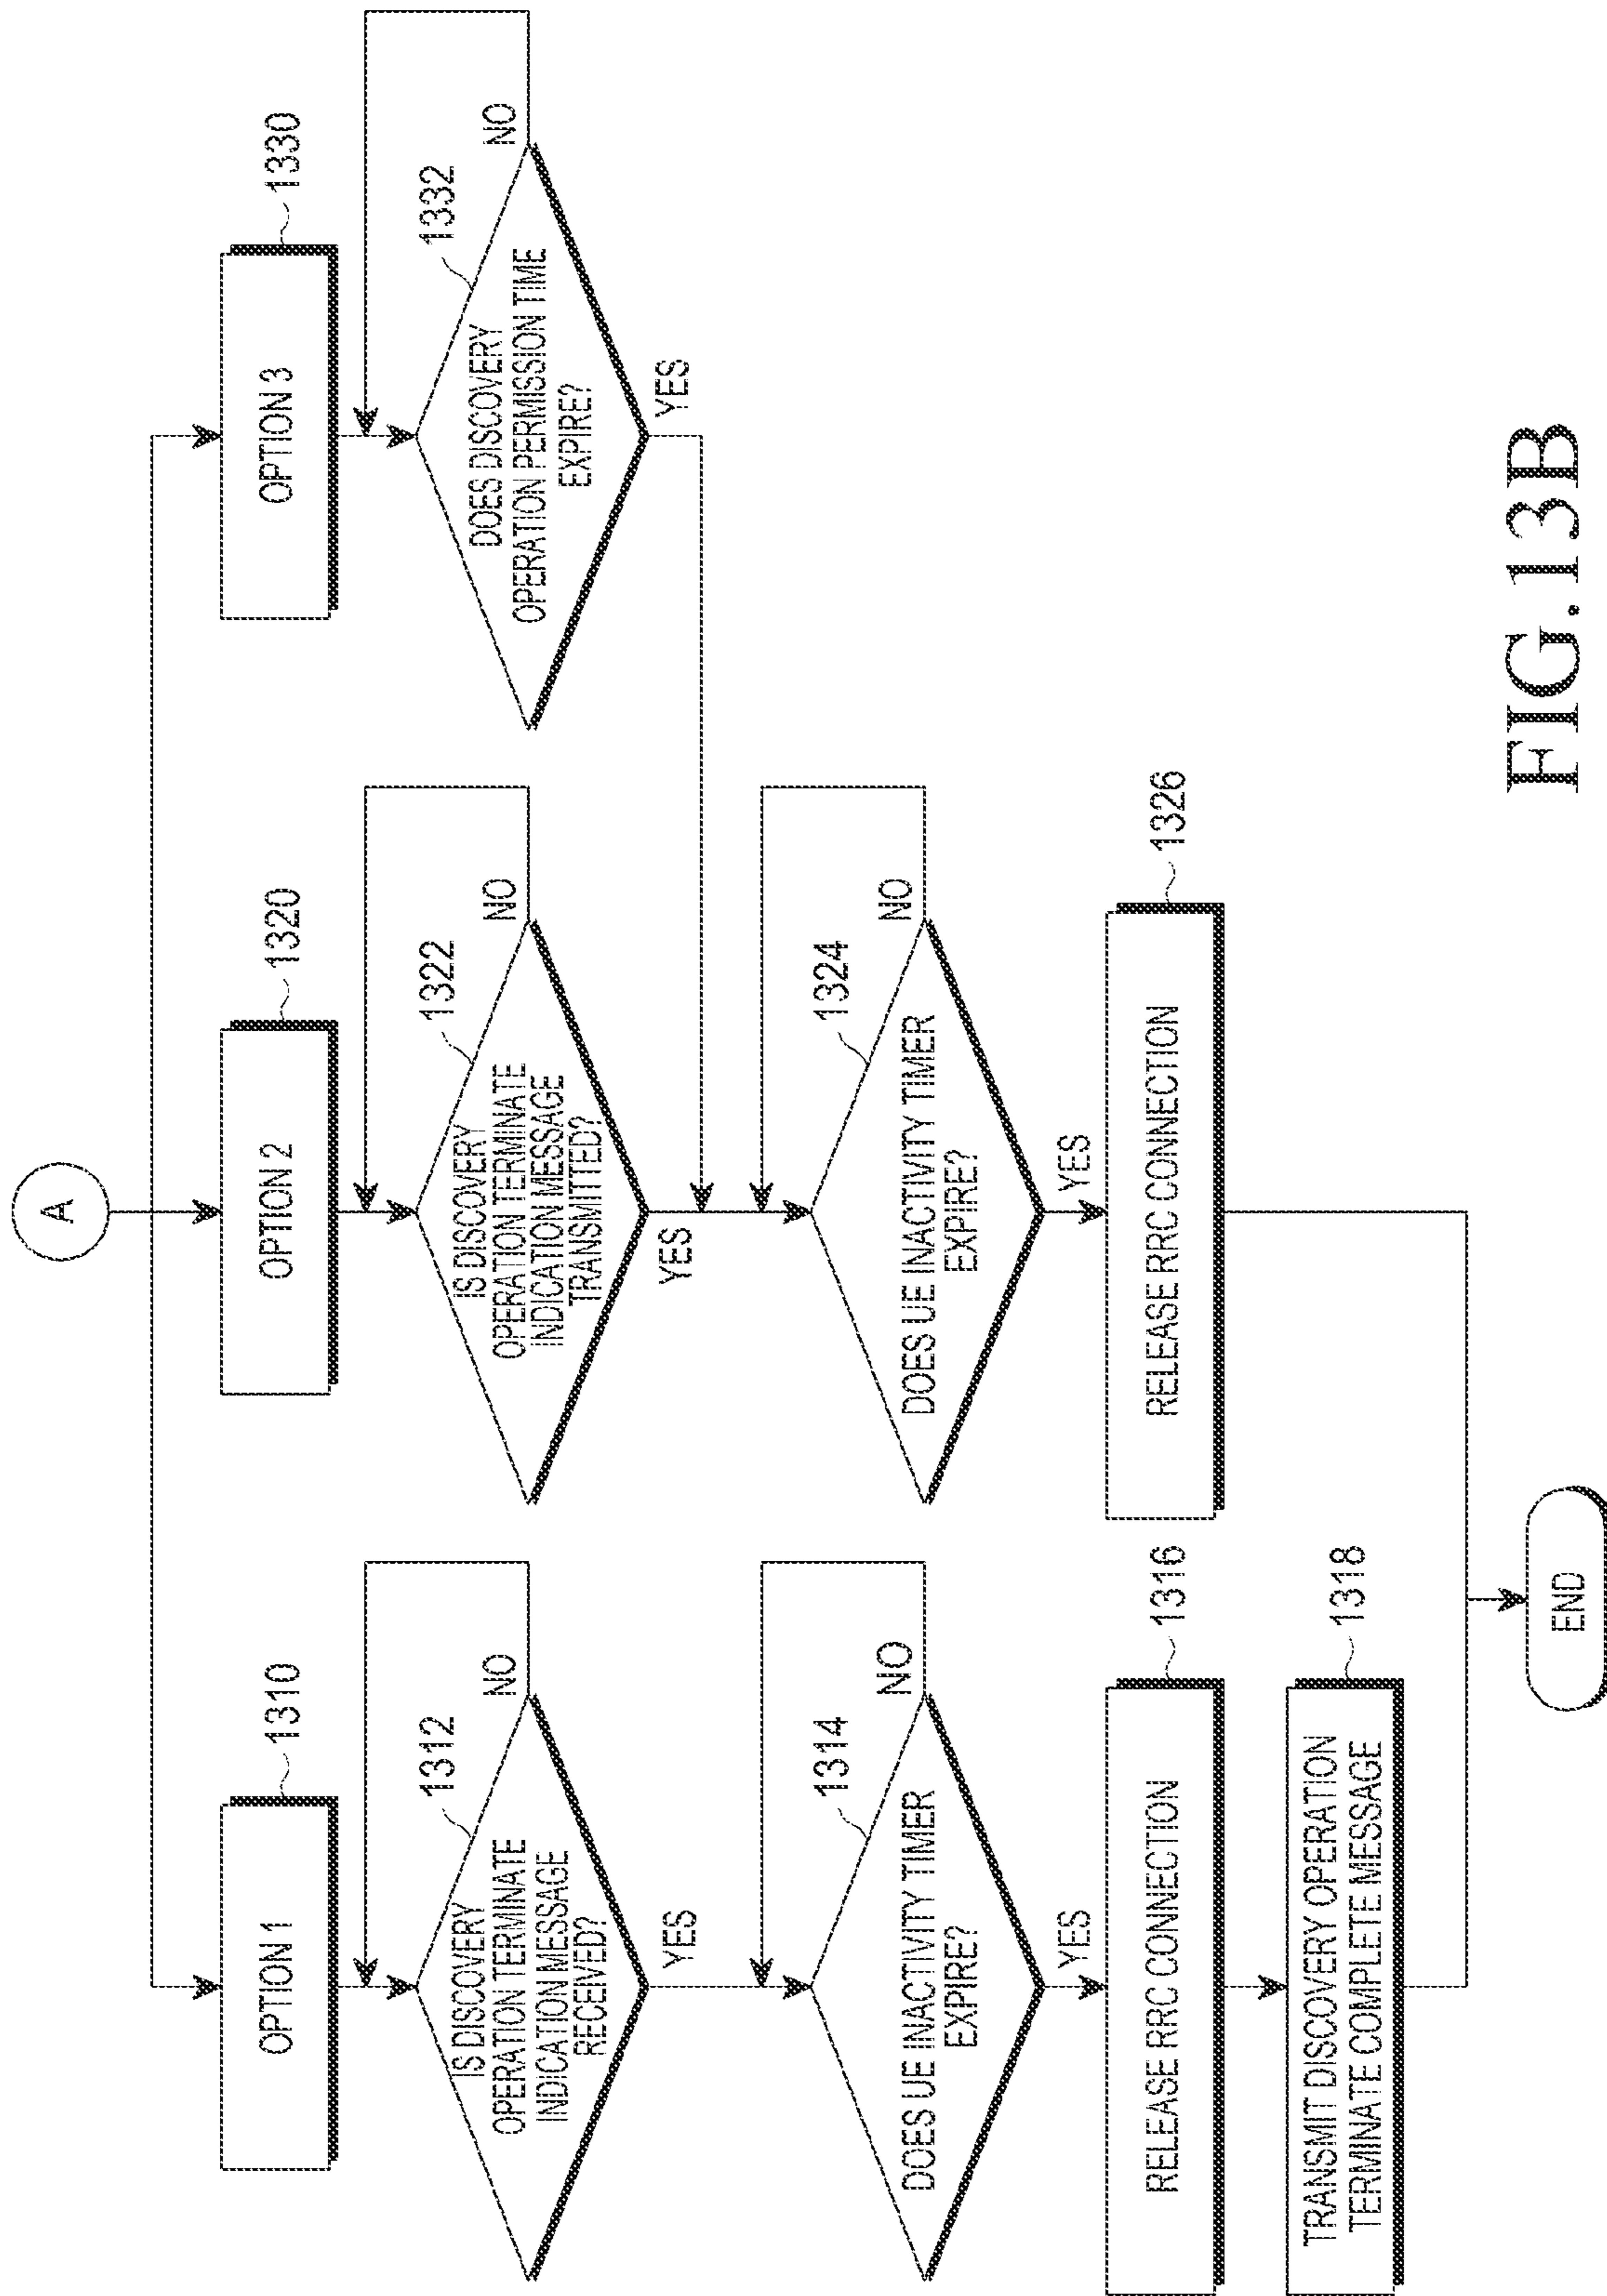 A
OPTION 1
1310
IS DISCOVERY
OPERATION TERMINATE
INDICATION MESSAGE
RECEIVED?
1312
NO
YES
DOES UE INACTIVITY TIMER
EXPIRE?
1314
NO
YES
RELEASE RRC CONNECTION
1316
TRANSMIT DISCOVERY OPERATION
TERMINATE COMPLETE MESSAGE
1318
OPTION 2
1320
IS DISCOVERY
OPERATION TERMINATE
INDICATION MESSAGE
TRANSMITTED?
1322
NO
YES
DOES UE INACTIVITY TIMER
EXPIRE?
1324
NO
YES
RELEASE RRC CONNECTION
1326
OPTION 3
1330
DOES DISCOVERY
OPERATION PERMISSION TIME
EXPIRE?
1332
NO
YES
END
FIG.13B